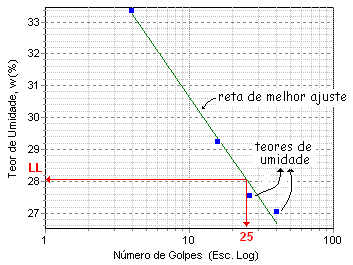 Teor de Umidade, w(%)
33
32
31
30
29
28
27
26
LL
reta de melhor ajuste
teores de
umidade
1
10
100
25
Número de Golpes (Esc. Log)